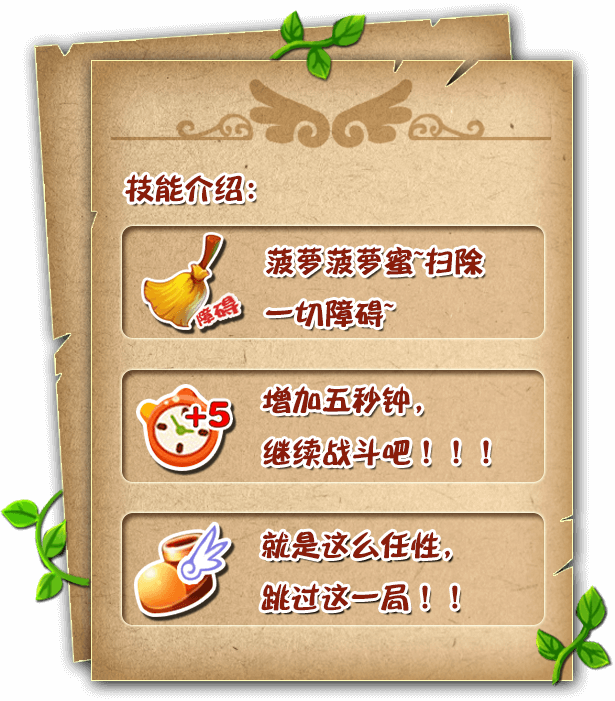 技能介绍:
菠萝菠萝蜜~扫除
一切障碍~
障碍
增加五秒钟,
继续战斗吧！！！
+5
就是这么任性,
跳过这一局！！